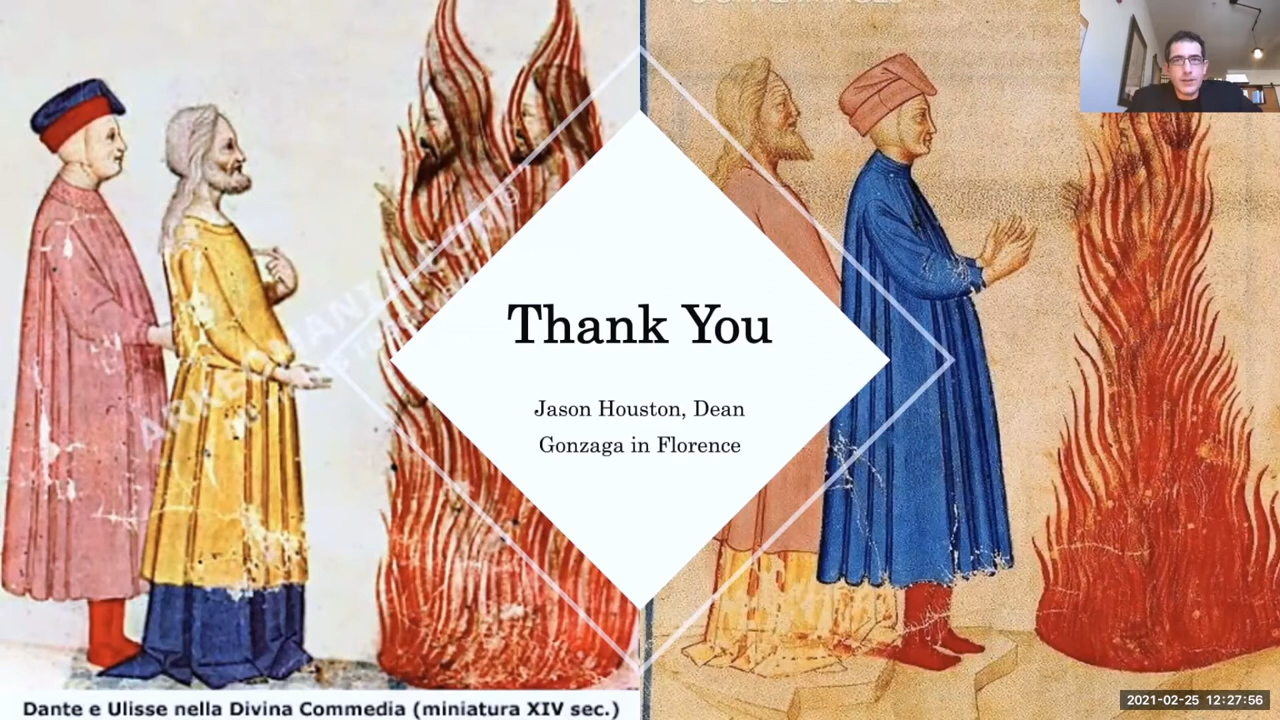 Thank You
Jason Houston, Dean
Gonzaga in Florence
Dante e Ulisse nella Divina Commedia (miniatura XIV sec.)
2021-02-25 12:27:56